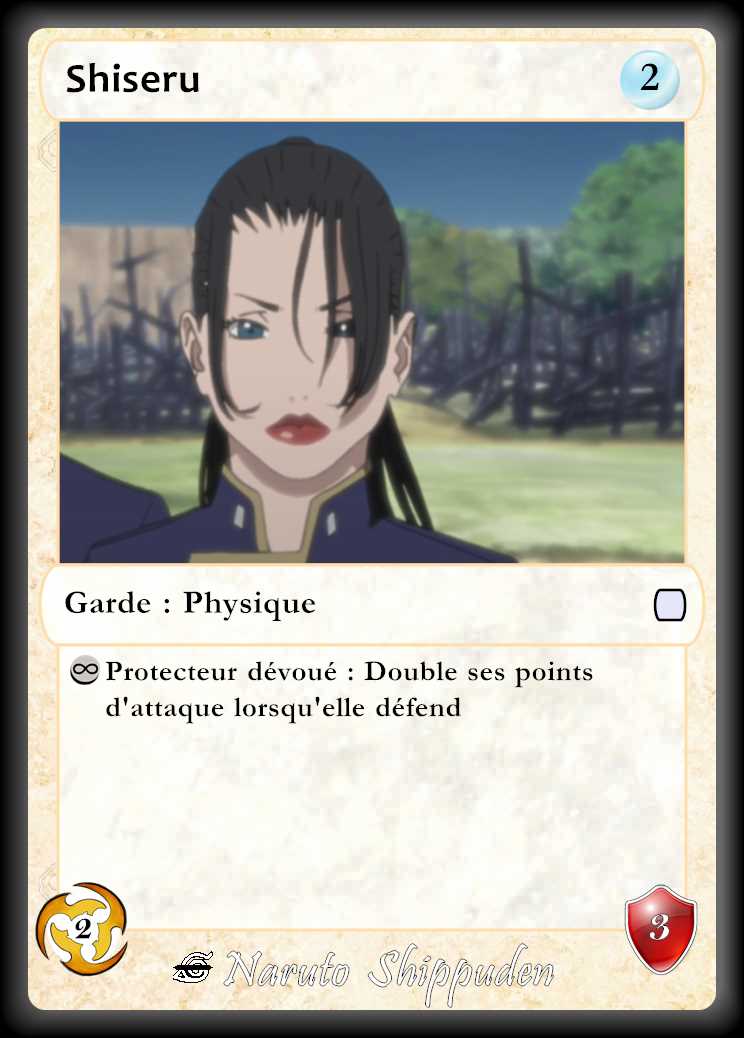 Shiseru
2
Garde : Physique
∞ Protecteur dévoué : Double ses points
d'attaque lorsqu'elle défend
2
3
Naruto Shippuden